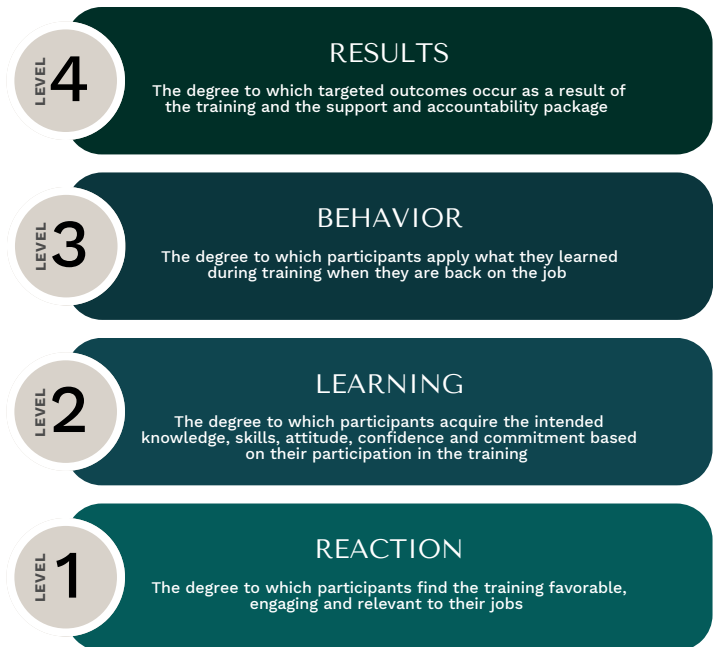 LEVEL
4
RESULTS
The degree to which targeted outcomes occur as a result of
the training and the support and accountability package
LEVEL
3
BEHAVIOR
The degree to which participants apply what they learned
during training when they are back on the job
LEVEL
2
LEARNING
The degree to which participants acquire the intended
knowledge, skills, attitude, confidence and commitment based
on their participation in the training
LEVEL
1
REACTION
The degree to which participants find the training favorable,
engaging and relevant to their jobs